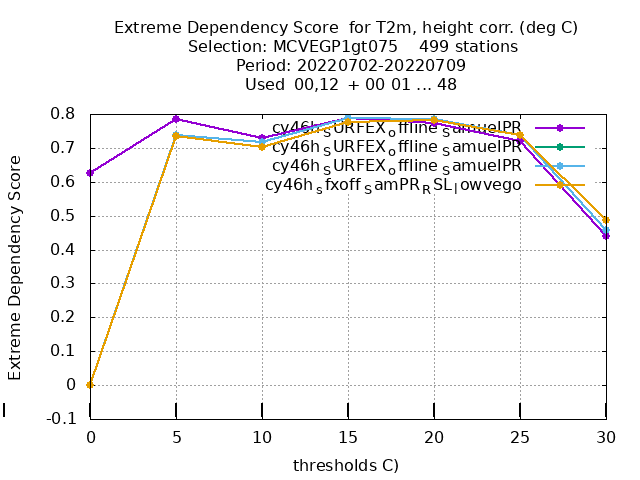 Extreme Dependency Score  for T2m, height corr. (deg C)
Selection: MCVEGP1gt075    499 stations
Period: 20220702-20220709
Used  00,12  + 00 01 ... 48
cy46h_SURFEX_offline_SamuelPR
cy46h_SURFEX_offline_SamuelPR
cy46h_SURFEX_offline_SamuelPR
cy46h_sfxoff_samPR_RSL_lowvego
Extreme Dependency Score
0.8
0.7
0.6
0.5
0.4
0.3
0.2
0.1
0
-0.1
0 5 10 15 20 25 30
thresholds C)